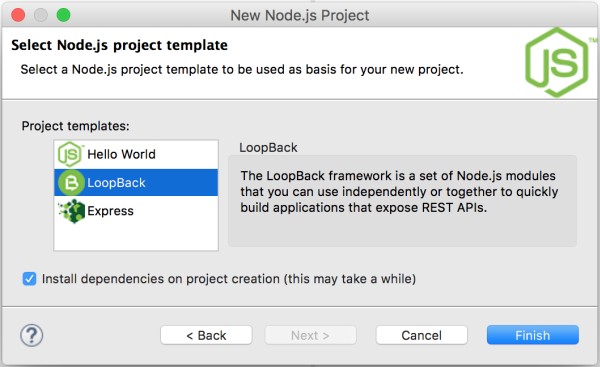 New Node.js Project
Select Node.js project template
Select a Node.js project template to be used as basis for your new project.
JS™
Project templates:
JS Hello World
LoopBack
Express
LoopBack
The LoopBack framework is a set of Node.js modules
that you can use independently or together to quickly
build applications that expose REST APIs.
Install dependencies on project creation (this may take a while)
?
< Back
Next >
Cancel
Finish